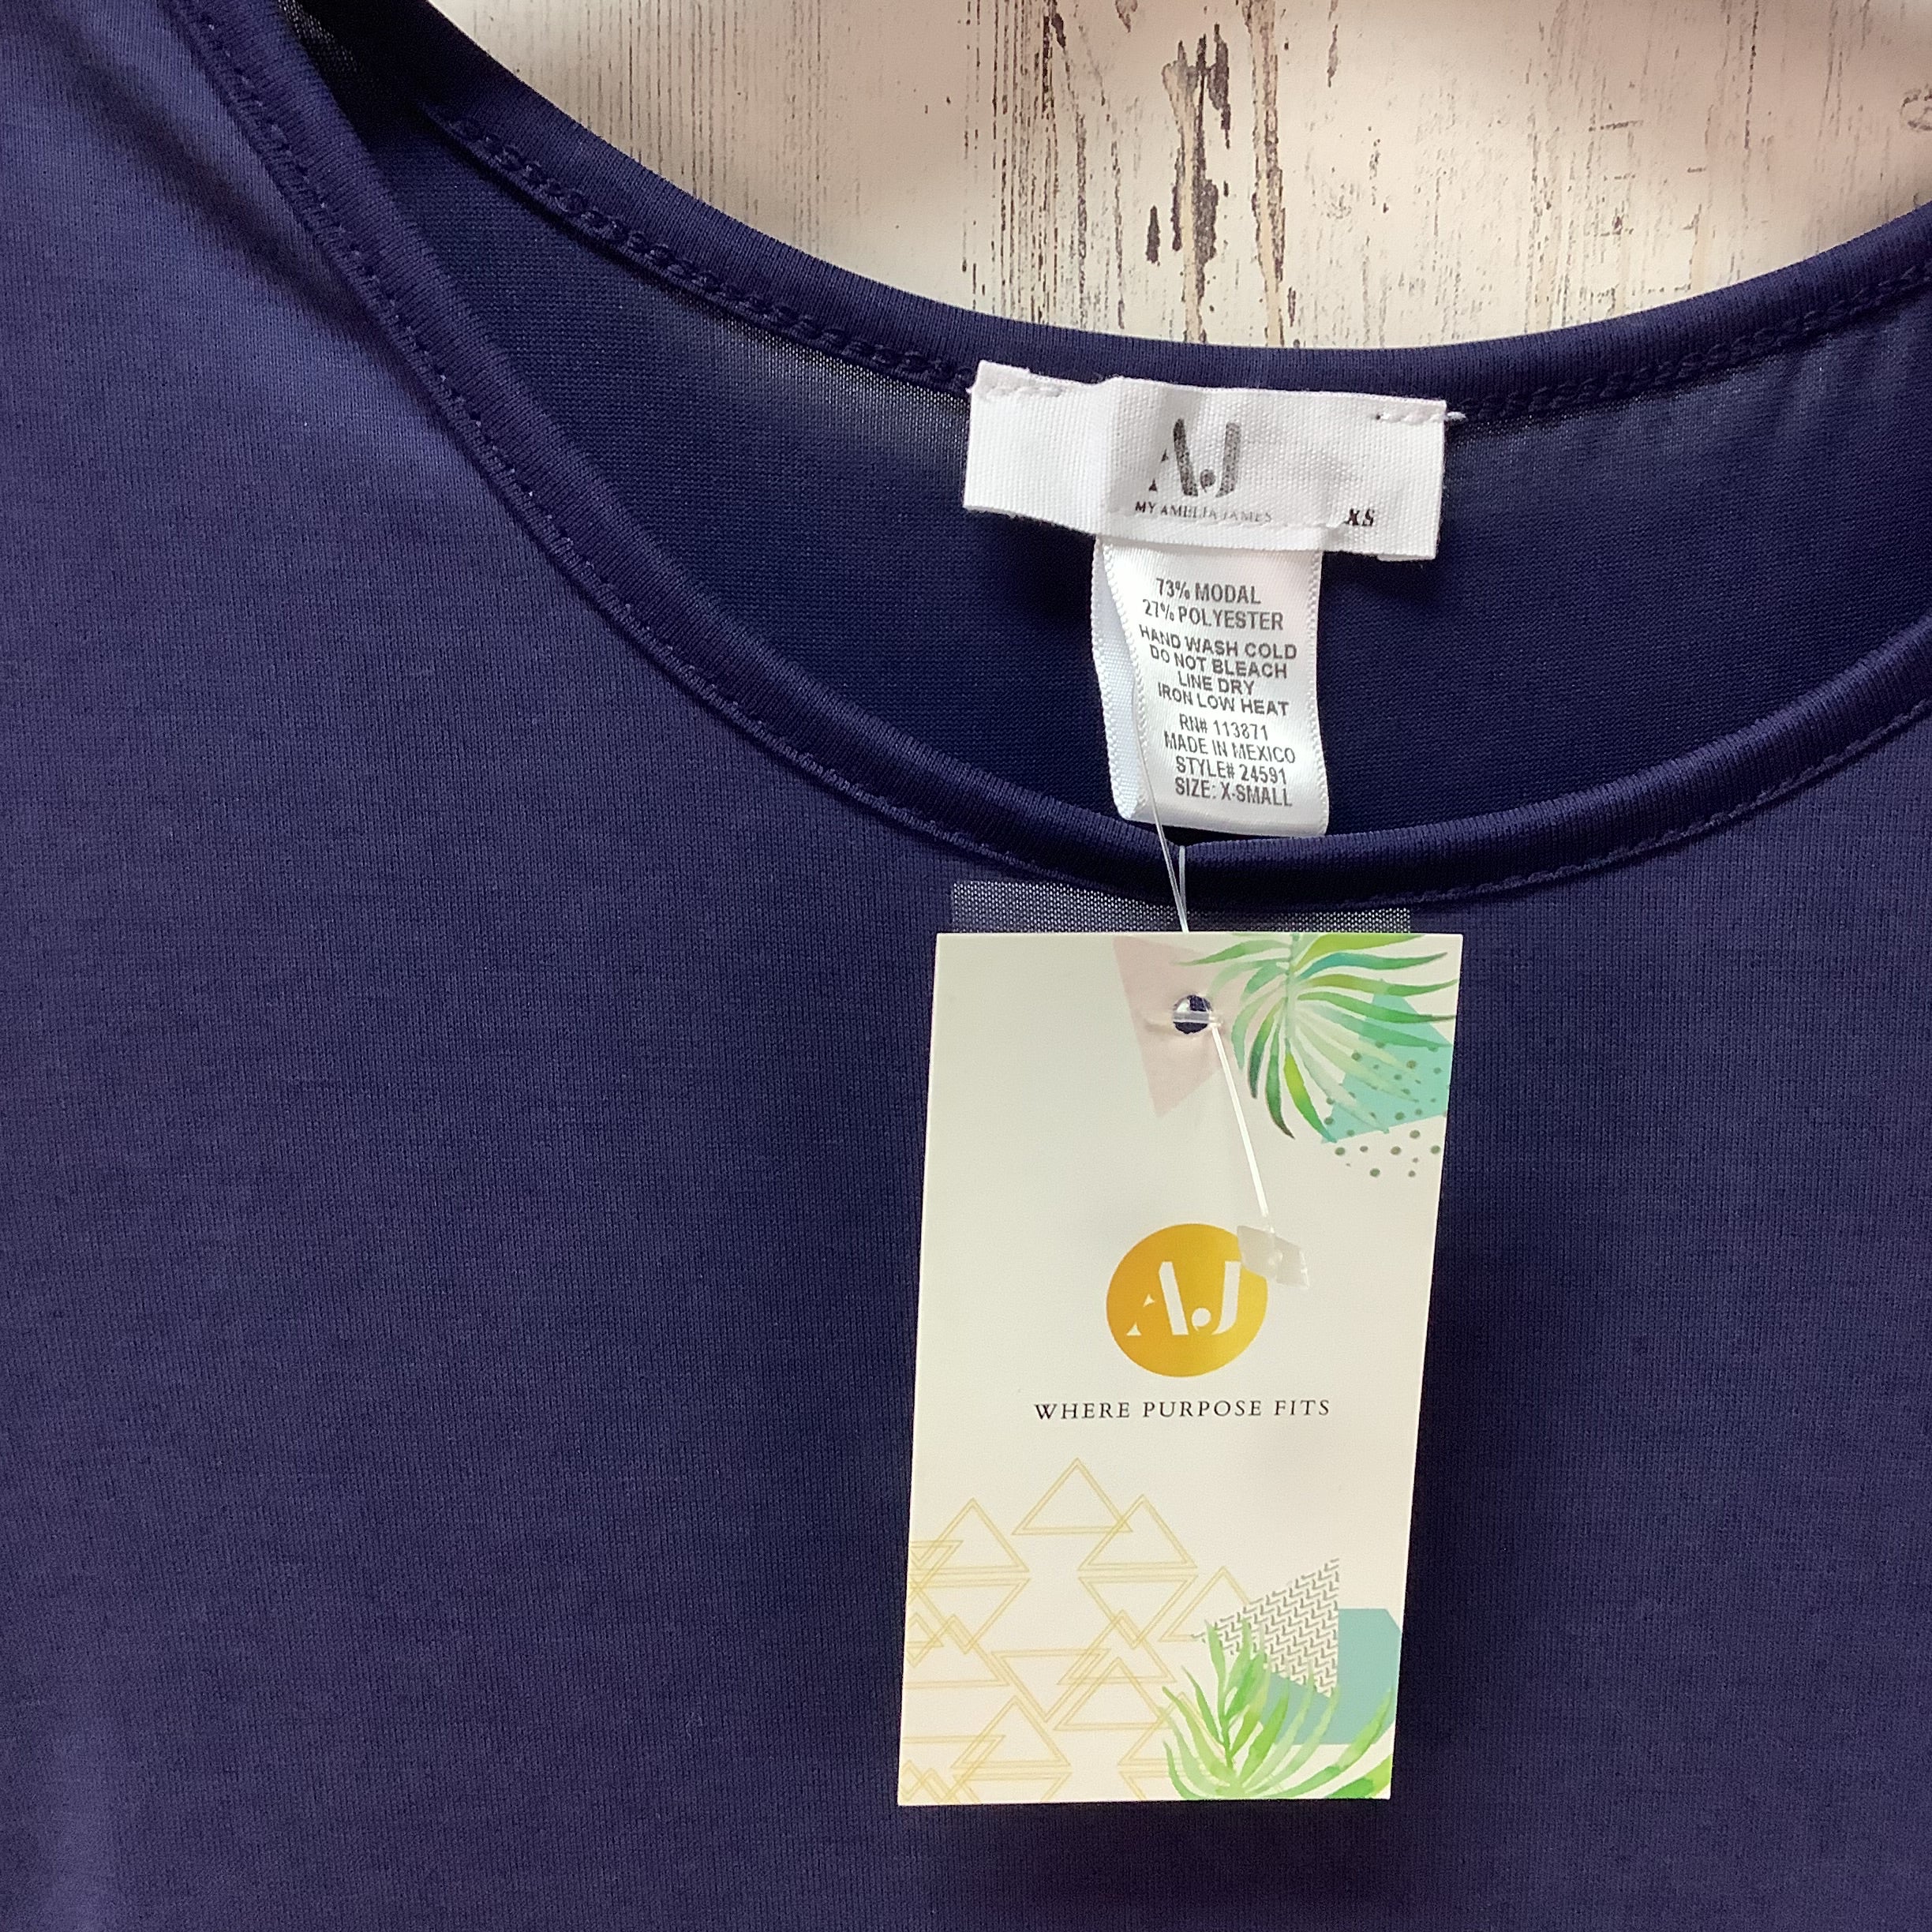 AJ
MY AMELIA JAMES XS
73% MODAL
27% POLYESTER
HAND WASH COLD
DO NOT BLEACH
LINE DRY
IRON LOW HEAT
RN# 113871
MADE IN MEXICO
STYLE# 24591
SIZE: X-SMALL
AJ
WHERE PURPOSE FITS